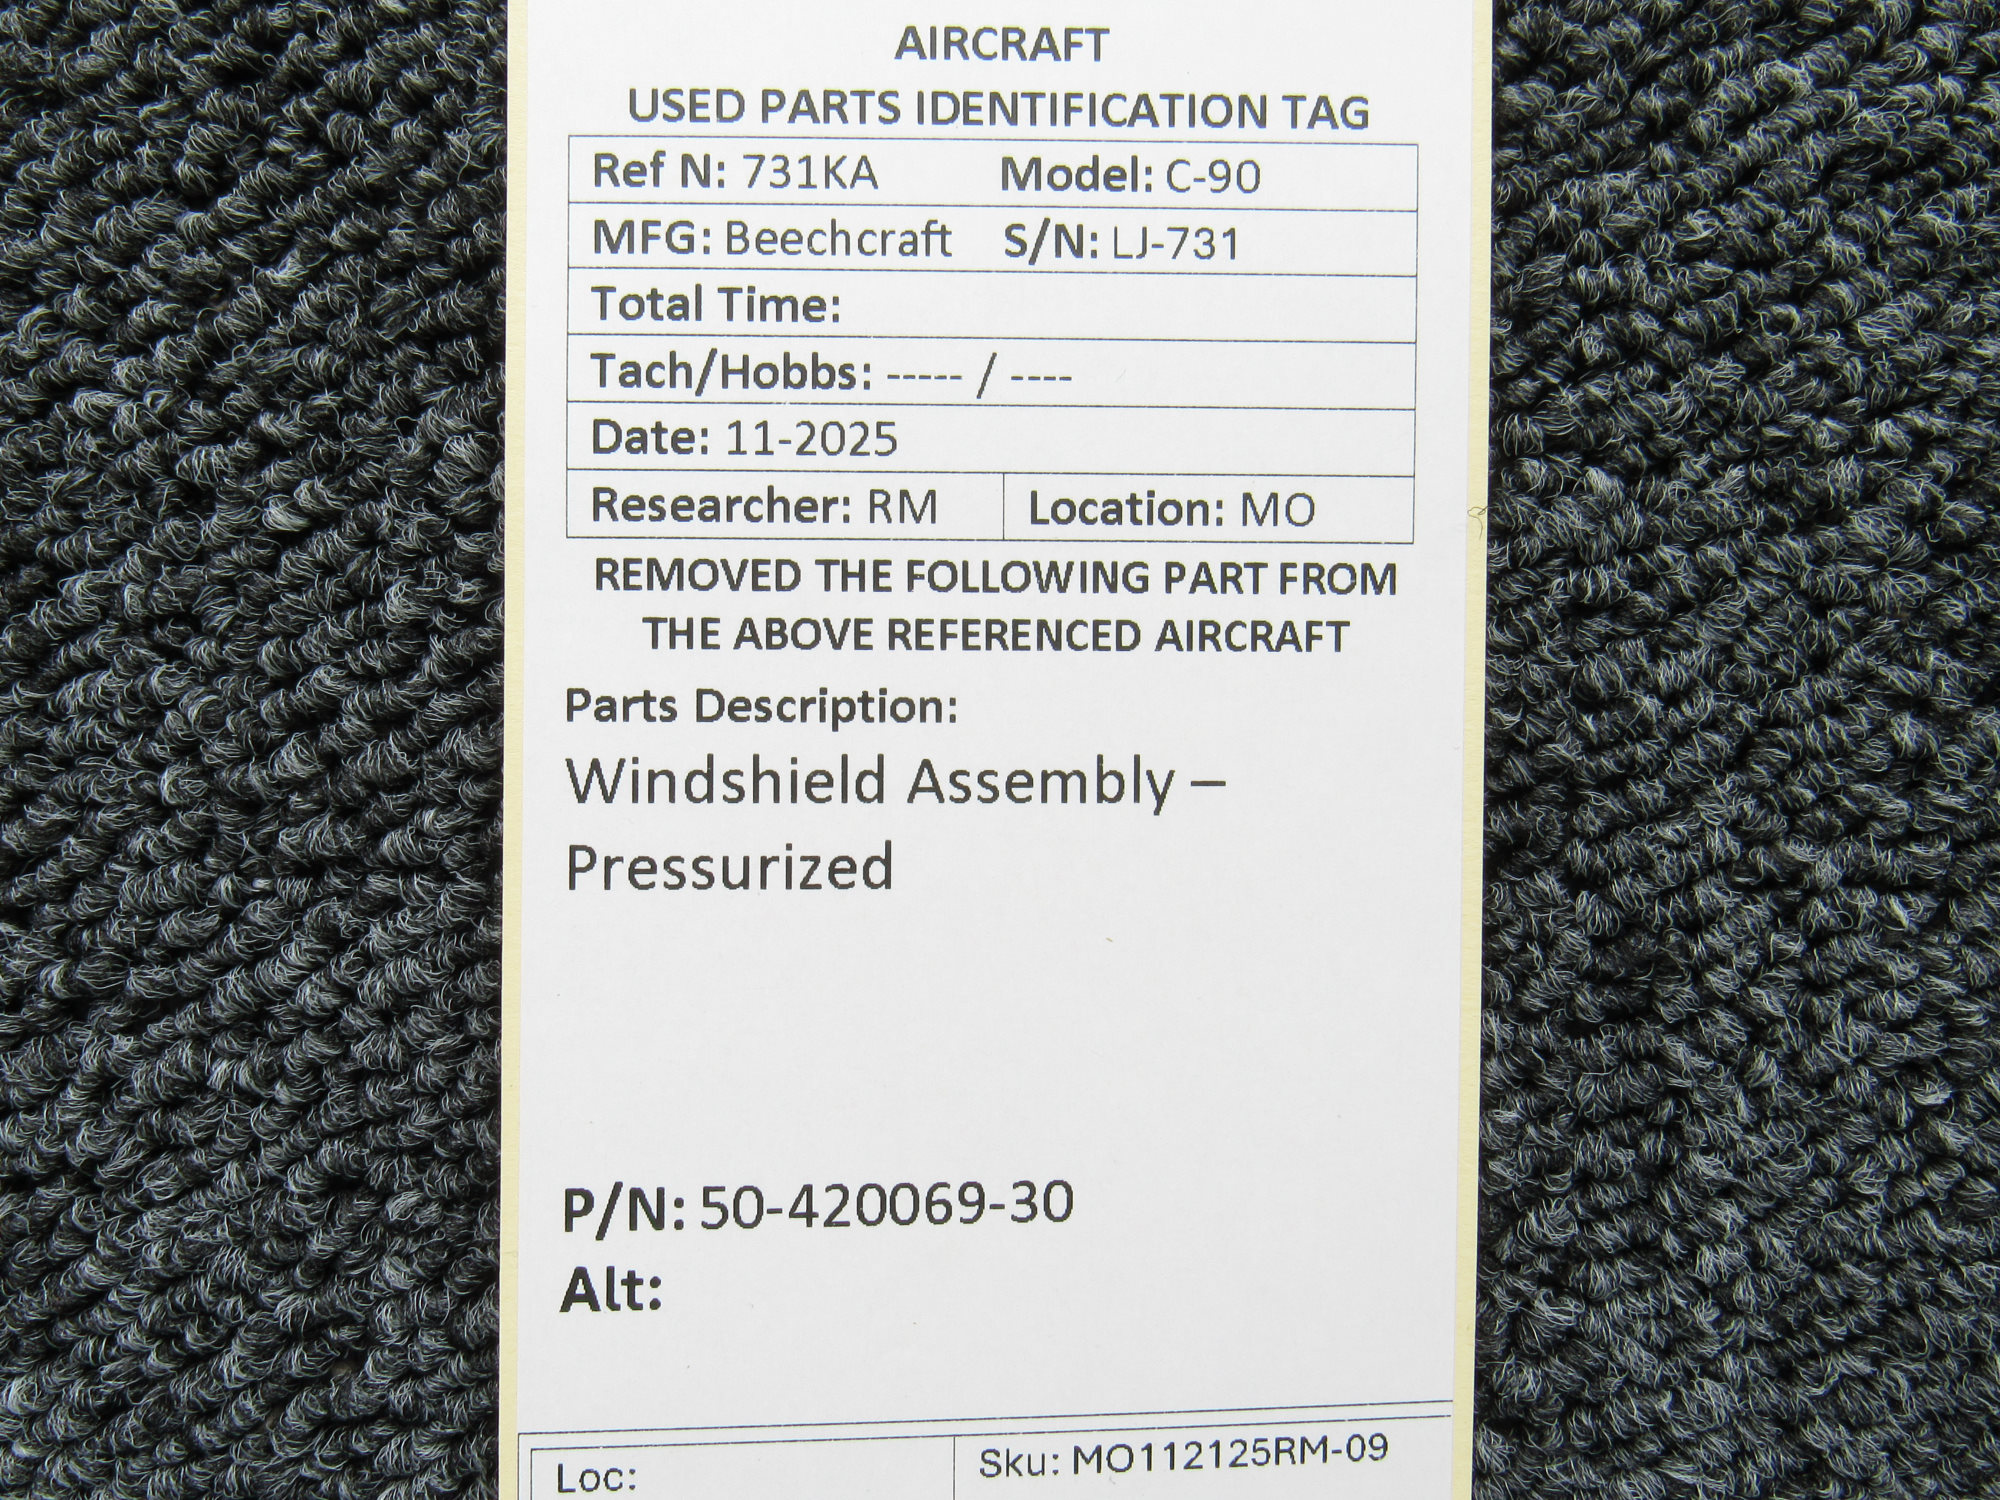 AIRCRAFT
USED PARTS IDENTIFICATION TAG
Ref N: 731KA Model: C-90
MFG: Beechcraft S/N: LJ-731
Total Time:
Tach/Hobbs: ----- / ----
Date: 11-2025
Researcher: RM Location: MO
REMOVED THE FOLLOWING PART FROM
THE ABOVE REFERENCED AIRCRAFT
Parts Description:
Windshield Assembly –
Pressurized
P/N: 50-420069-30
Alt:
Loc: Sku: MO112125RM-09